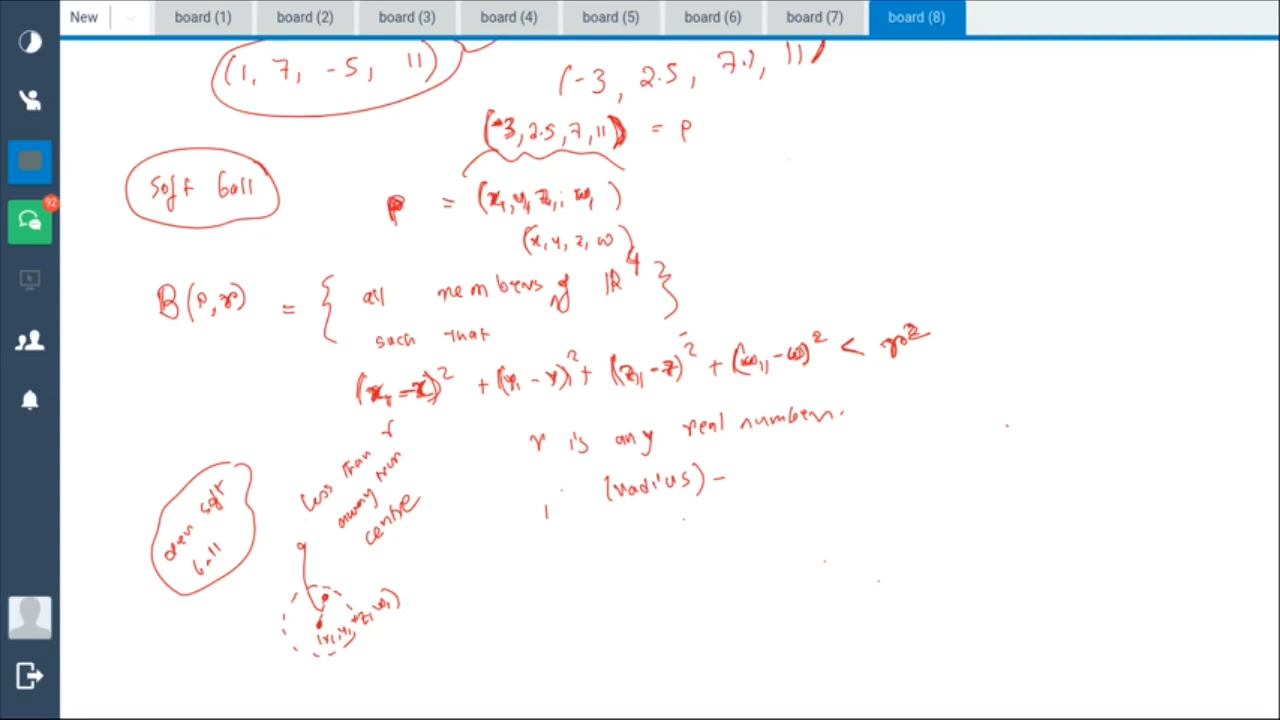 New board (1) board (2) board (3) board (4) board (5) board (6) board (7) board (8)
(1, 7, -5, 11)
(-3, 2.5, 7.1, 11)
(-3, 2.5, 7, 11) = p
Soft ball
p = (x₁, y₁, z₁, w₁)
(x, y, z, w)
B(p, r) = { all members of ℝ⁴ }
such that
(x₁ - x)² + (y₁ - y)² + (z₁ - z)² + (w₁ - w)² < r²
r is any real number.
(radius) -
92
less than r
away from
centre
open soft
ball
(x₁, y₁, z₁, w₁)